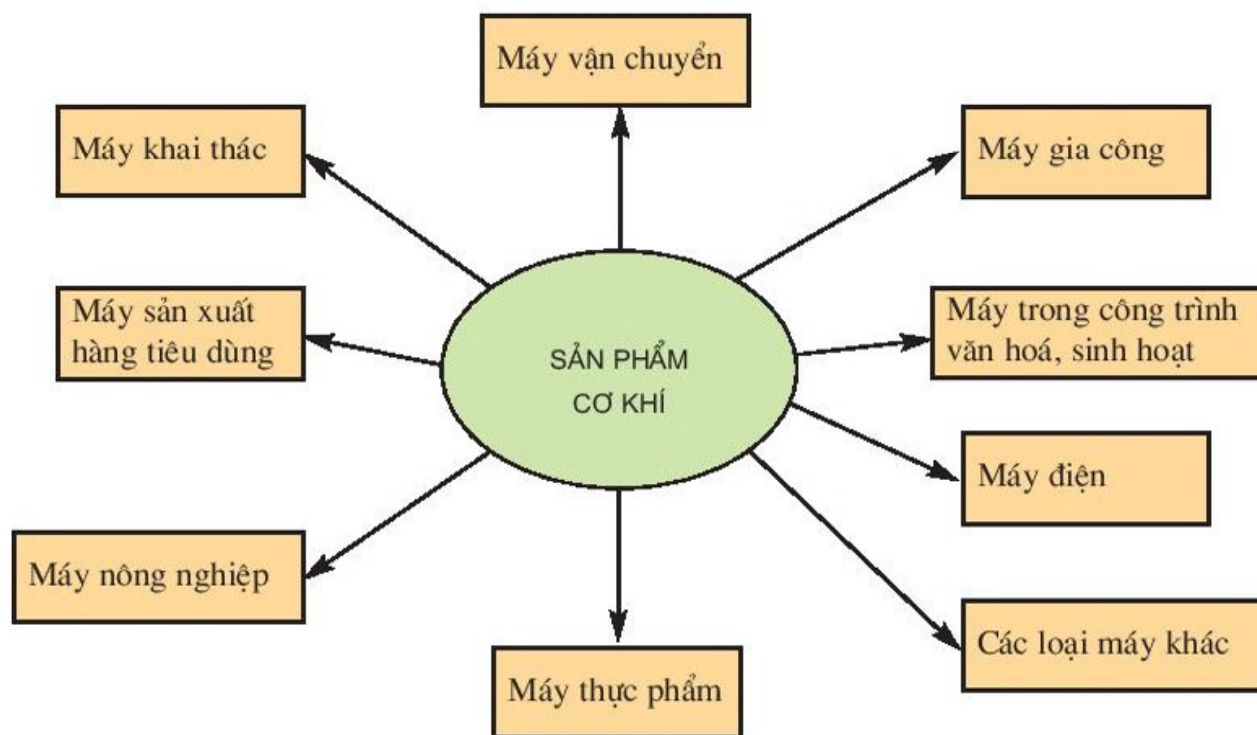 Máy vận chuyển
Máy khai thác
Máy gia công
Máy sản xuất
hàng tiêu dùng
SẢN PHẨM
CƠ KHÍ
Máy trong công trình
văn hoá, sinh hoạt
Máy điện
Máy nông nghiệp
Các loại máy khác
Máy thực phẩm